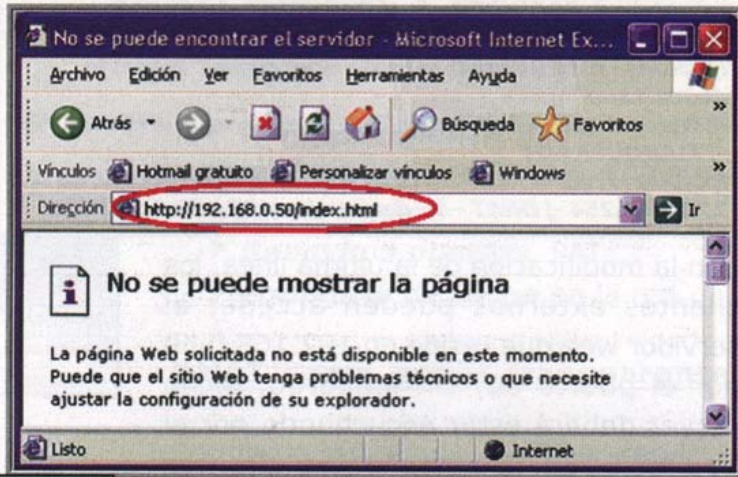 No se puede encontrar el servidor - Microsoft Internet Ex...
Archivo Edición Ver Favoritos Herramientas Ayuda
Atrás Búsqueda Favoritos »
Vínculos Hotmail gratuito Personalizar vínculos Windows »
Dirección http://192.168.0.50/index.html Ir
No se puede mostrar la página
La página Web solicitada no está disponible en este momento.
Puede que el sitio Web tenga problemas técnicos o que necesite
ajustar la configuración de su explorador.
Listo Internet